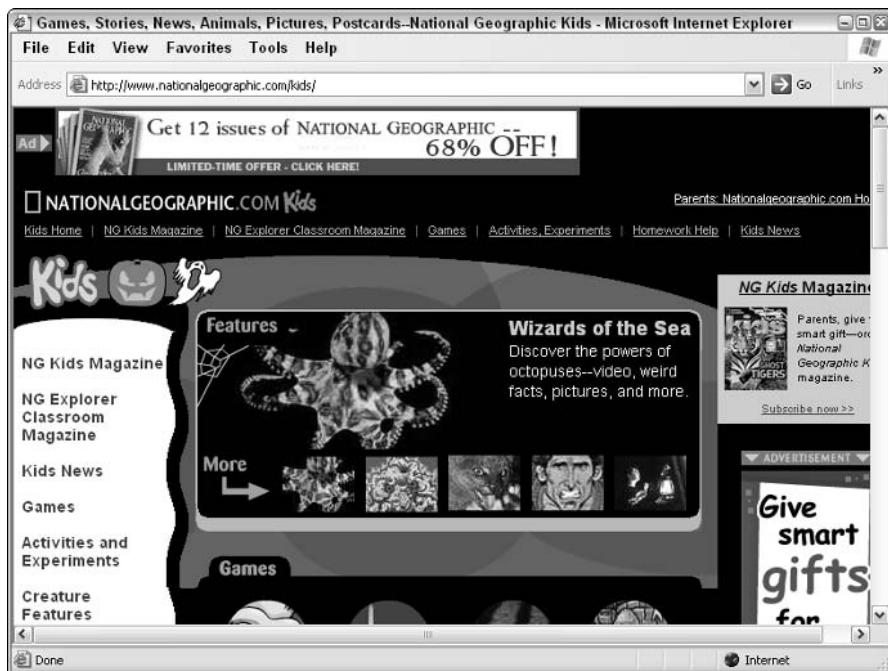 Games, Stories, News, Animals, Pictures, Postcards--National Geographic Kids - Microsoft Internet Explorer
File Edit View Favorites Tools Help
Address http://www.nationalgeographic.com/kids/ Go Links »
Ad
Get 12 issues of NATIONAL GEOGRAPHIC --
68% OFF!
LIMITED-TIME OFFER - CLICK HERE!
NATIONALGEOGRAPHIC.COM Kids
Parents: Nationalgeographic.com Ho
Kids Home | NG Kids Magazine | NG Explorer Classroom Magazine | Games | Activities, Experiments | Homework Help | Kids News
Kids
NG Kids Magazine
NG Explorer
Classroom
Magazine
Kids News
Games
Activities and
Experiments
Creature
Features
Features
Wizards of the Sea
Discover the powers of
octopuses--video, weird
facts, pictures, and more.
More
Games
NG Kids Magazine
kids
GHOST
TIGERS
Parents, give
smart gift—or
National
Geographic K
magazine.
Subscribe now >>
ADVERTISEMENT
Give
smart
gifts
for
Done
Internet